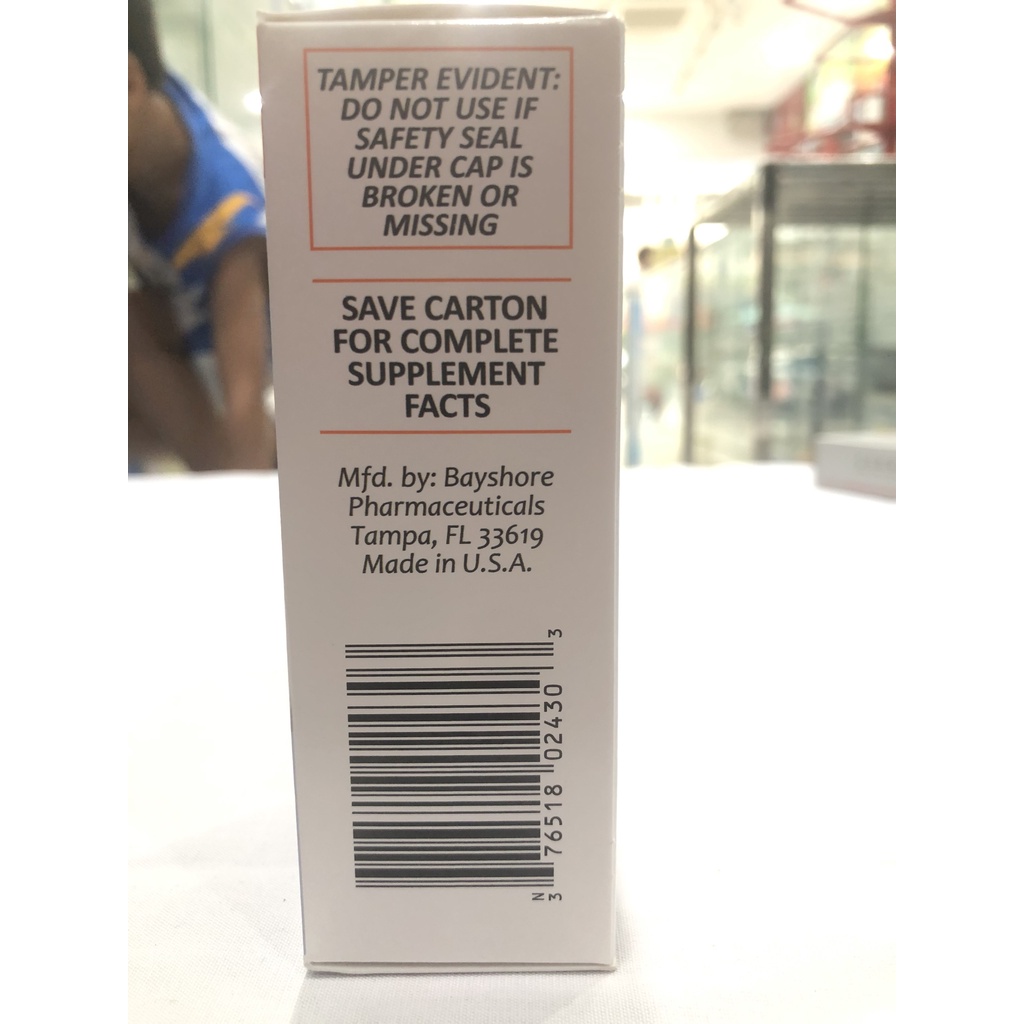 TAMPER EVIDENT:
DO NOT USE IF
SAFETY SEAL
UNDER CAP IS
BROKEN OR
MISSING
SAVE CARTON
FOR COMPLETE
SUPPLEMENT
FACTS
Mfd. by: Bayshore
Pharmaceuticals
Tampa, FL 33619
Made in U.S.A.
N
3 76518 02430 3